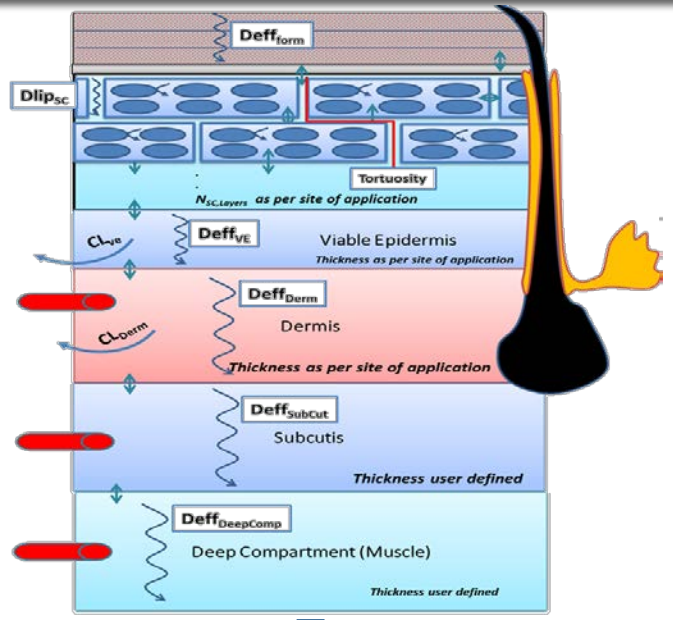 Deff_form
Dlip_SC
Tortuosity
N_SC,Layers as per site of application
CL_ve
Deff_VE
Viable Epidermis
Thickness as per site of application
Deff_Derm
CL_Derm
Dermis
Thickness as per site of application
Deff_SubCut
Subcutis
Thickness user defined
Deff_DeepComp
Deep Compartment (Muscle)
Thickness user defined